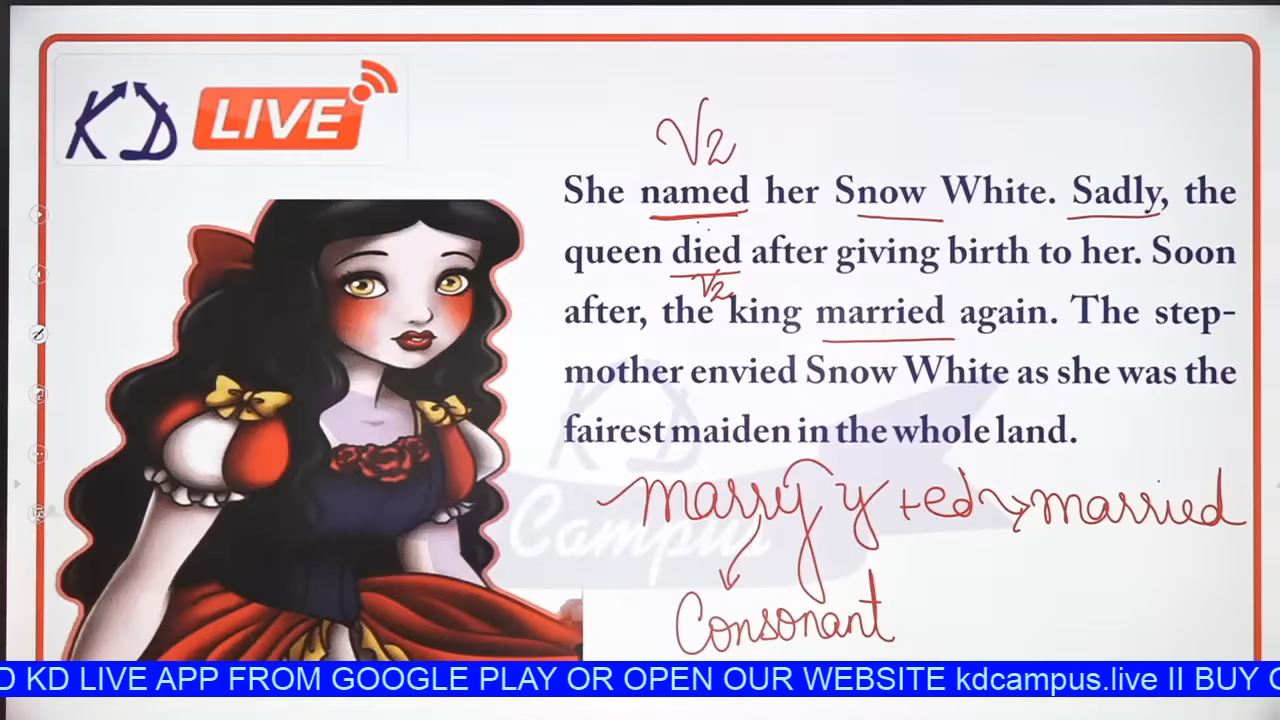 KD LIVE
V2
She named her Snow White. Sadly, the
queen died after giving birth to her. Soon
V2
after, the king married again. The step-
mother envied Snow White as she was the
fairest maiden in the whole land.
KD
Campus
marry y +ed married
Consonant
D KD LIVE APP FROM GOOGLE PLAY OR OPEN OUR WEBSITE kdcampus.live II BUY